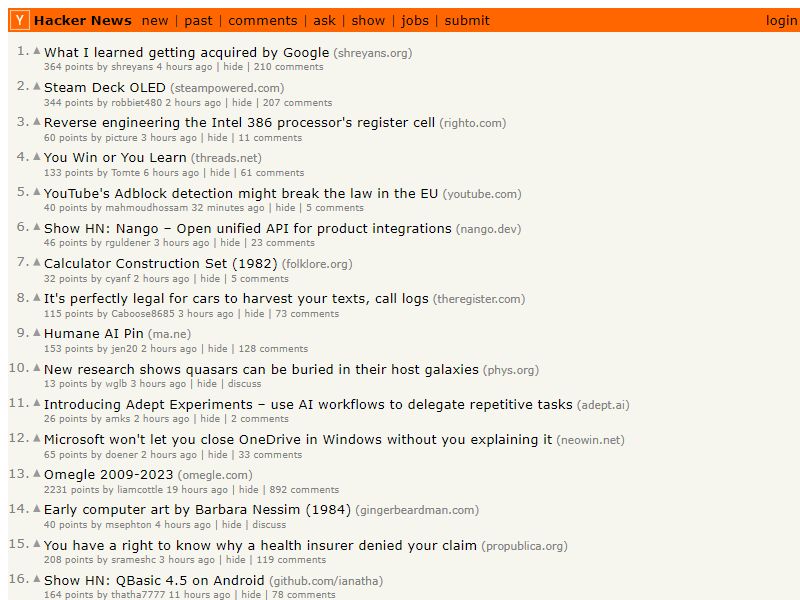 Y Hacker News new | past | comments | ask | show | jobs | submit login
1. ▲ What I learned getting acquired by Google (shreyans.org)
364 points by shreyans 4 hours ago | hide | 210 comments
2. ▲ Steam Deck OLED (steampowered.com)
344 points by robbiet480 2 hours ago | hide | 207 comments
3. ▲ Reverse engineering the Intel 386 processor's register cell (righto.com)
60 points by picture 3 hours ago | hide | 11 comments
4. ▲ You Win or You Learn (threads.net)
133 points by Tomte 6 hours ago | hide | 61 comments
5. ▲ YouTube's Adblock detection might break the law in the EU (youtube.com)
40 points by mahmoudhossam 32 minutes ago | hide | 5 comments
6. ▲ Show HN: Nango – Open unified API for product integrations (nango.dev)
46 points by rguldener 3 hours ago | hide | 23 comments
7. ▲ Calculator Construction Set (1982) (folklore.org)
32 points by cyanf 2 hours ago | hide | 5 comments
8. ▲ It's perfectly legal for cars to harvest your texts, call logs (theregister.com)
115 points by Caboose8685 3 hours ago | hide | 73 comments
9. ▲ Humane AI Pin (ma.ne)
153 points by jen20 2 hours ago | hide | 128 comments
10. ▲ New research shows quasars can be buried in their host galaxies (phys.org)
13 points by wglb 3 hours ago | hide | discuss
11. ▲ Introducing Adept Experiments – use AI workflows to delegate repetitive tasks (adept.ai)
26 points by amks 2 hours ago | hide | 2 comments
12. ▲ Microsoft won't let you close OneDrive in Windows without you explaining it (neowin.net)
65 points by doener 2 hours ago | hide | 33 comments
13. ▲ Omegle 2009-2023 (omegle.com)
2231 points by liamcottle 19 hours ago | hide | 892 comments
14. ▲ Early computer art by Barbara Nessim (1984) (gingerbeardman.com)
40 points by msephton 4 hours ago | hide | discuss
15. ▲ You have a right to know why a health insurer denied your claim (propublica.org)
208 points by srameshc 3 hours ago | hide | 119 comments
16. ▲ Show HN: QBasic 4.5 on Android (github.com/ianatha)
164 points by thatha7777 11 hours ago | hide | 78 comments